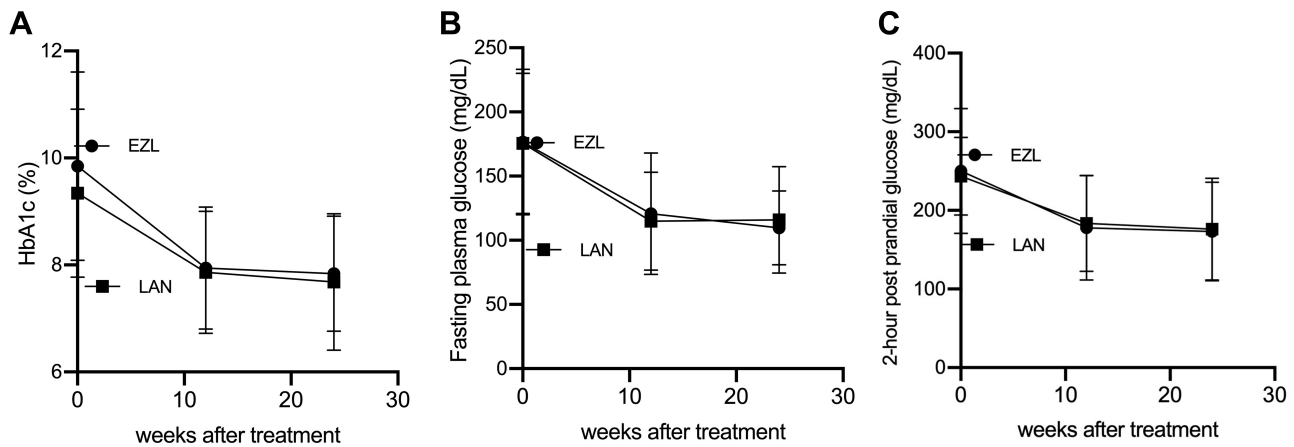 A
HbA1c (%)
12
10
8
6
EZL
LAN
0
10
20
30
weeks after treatment
B
Fasting plasma glucose (mg/dL)
250
200
150
100
50
0
EZL
LAN
0
10
20
30
weeks after treatment
C
2-hour post prandial glucose (mg/dL)
400
300
200
100
0
EZL
LAN
0
10
20
30
weeks after treatment